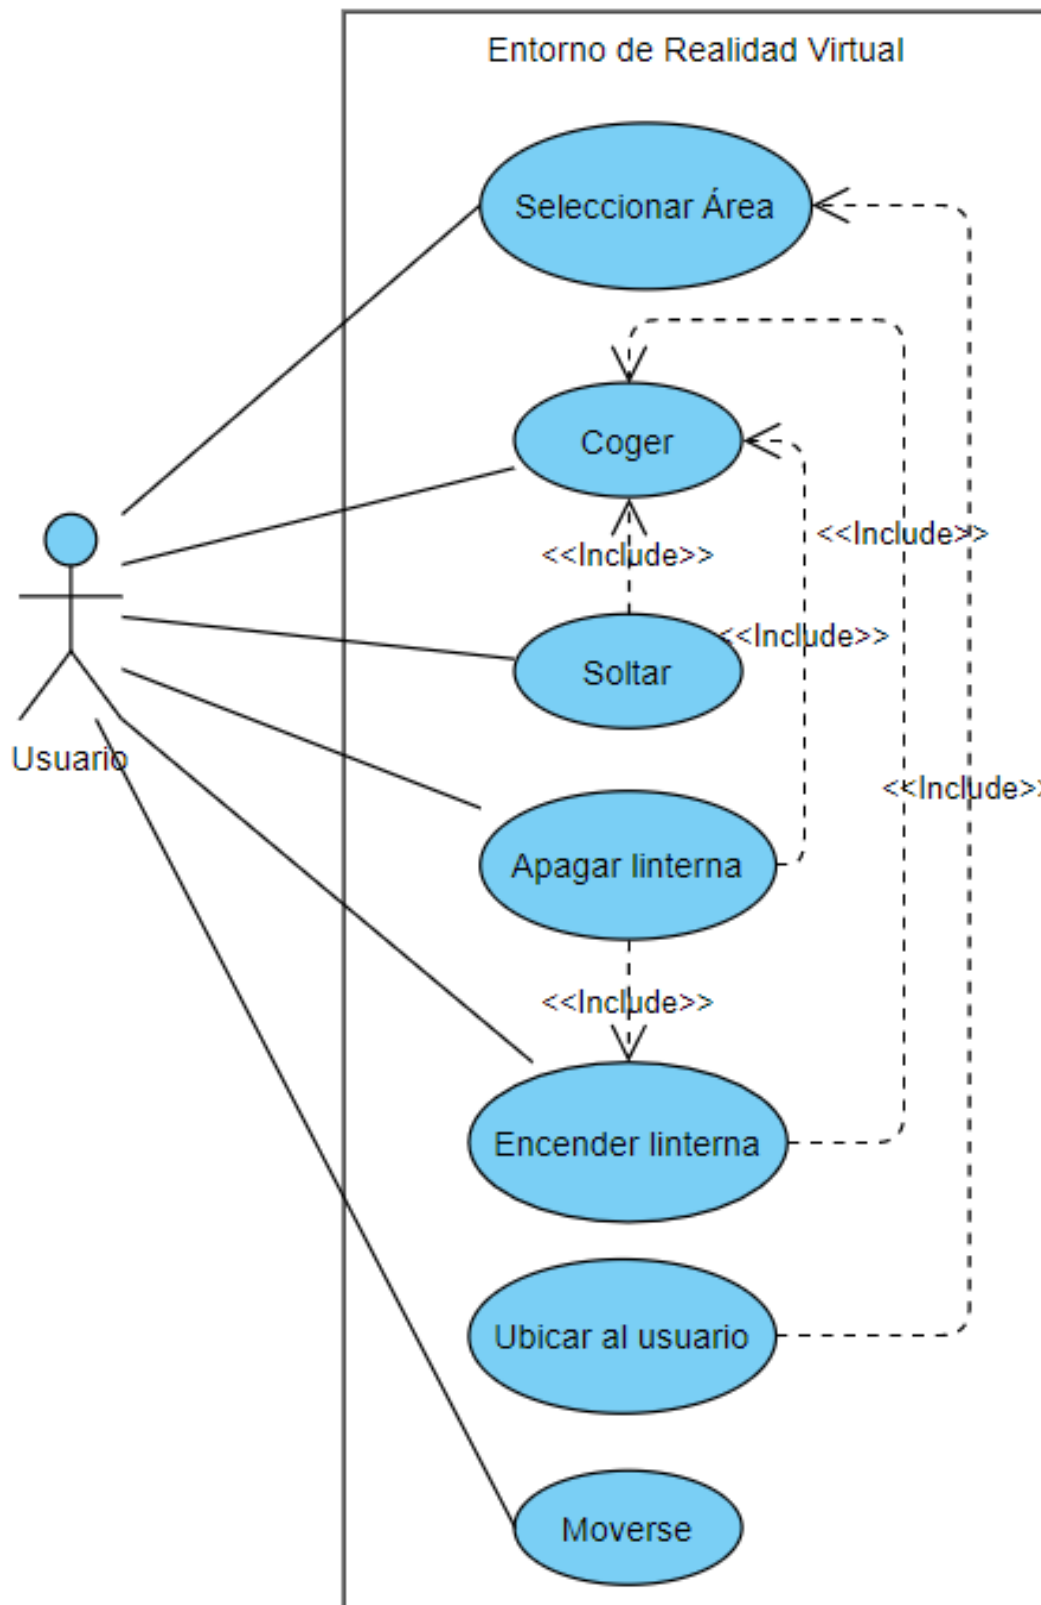 Entorno de Realidad Virtual
Seleccionar Área
Coger
<<Include>>
<<Include>>
Usuario
<<Include>>
Soltar
<<Include>>
Apagar linterna
<<Include>>
Encender linterna
Ubicar al usuario
Moverse